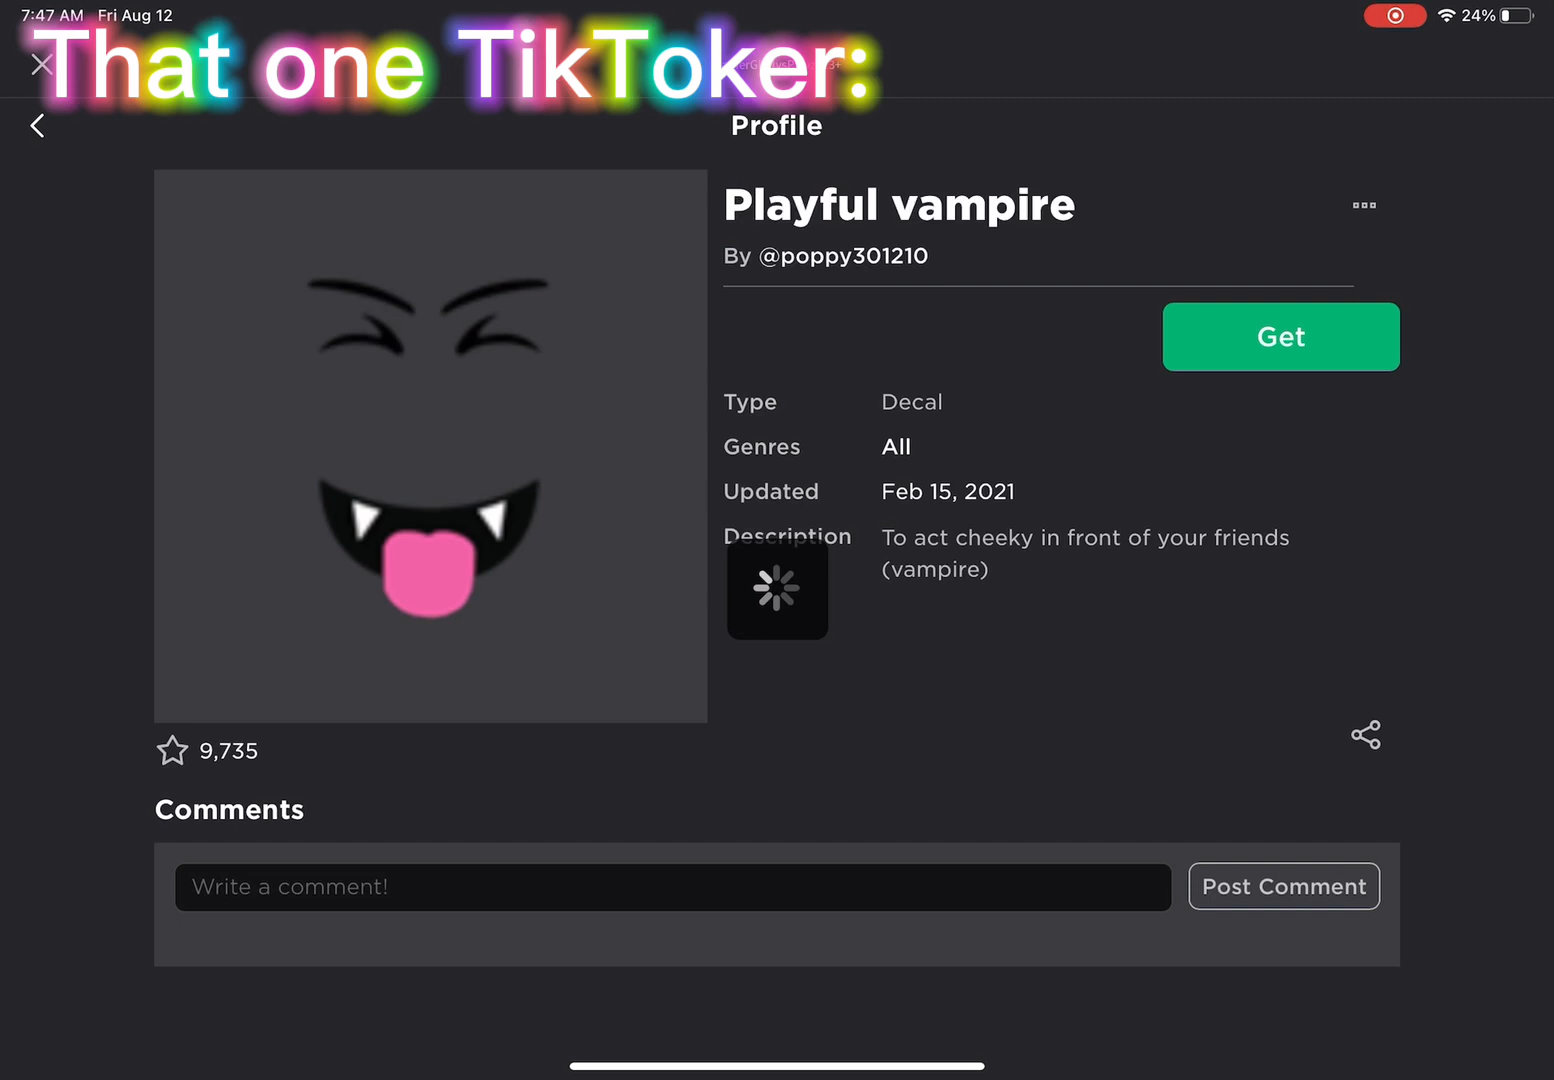 7:47 AM Fri Aug 12
24%
That one TikToker:
Profile
Playful vampire
By @poppy301210
Get
Type Decal
Genres All
Updated Feb 15, 2021
Description To act cheeky in front of your friends
(vampire)
9,735
Comments
Write a comment!
Post Comment